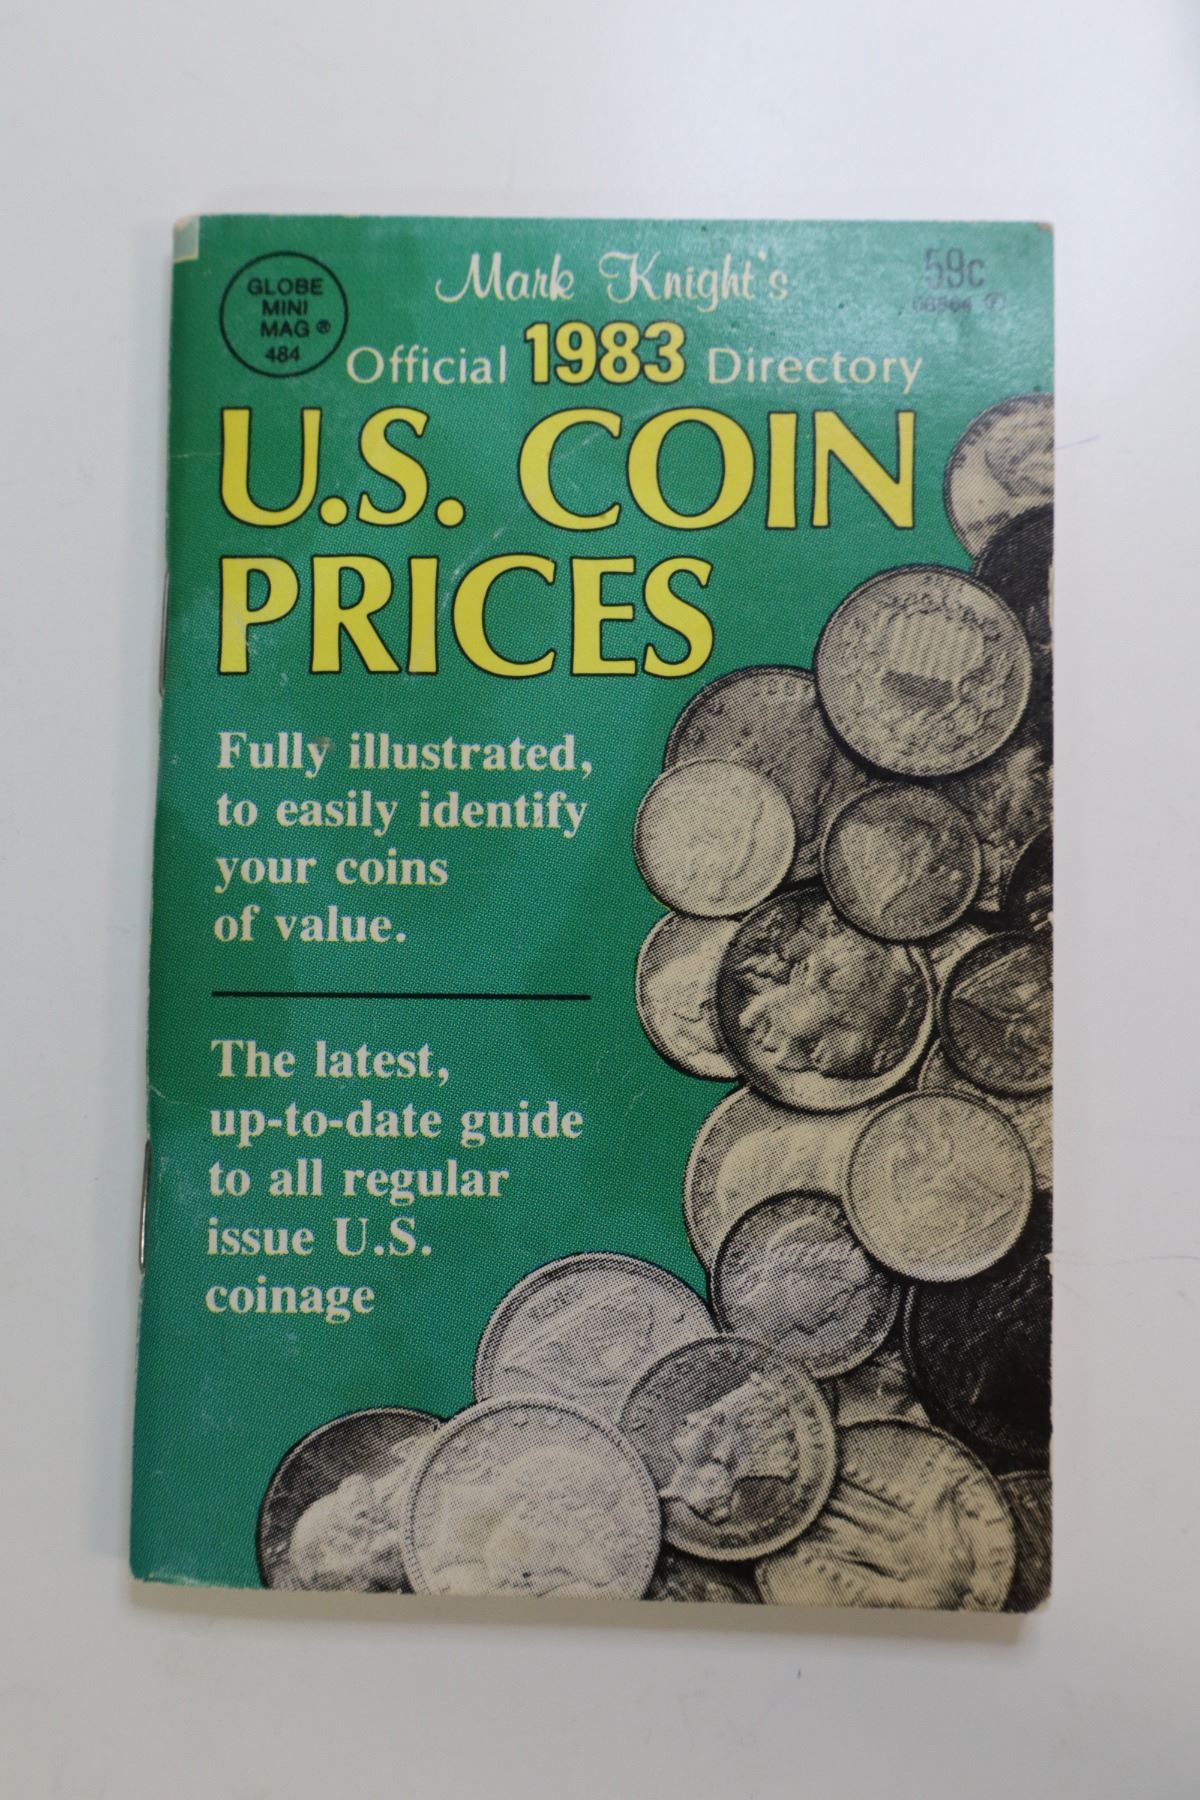 GLOBE
MINI
MAG ®
484
Mark Knight's
59c
Official 1983 Directory
U.S. COIN
PRICES
Fully illustrated,
to easily identify
your coins
of value.
The latest,
up-to-date guide
to all regular
issue U.S.
coinage